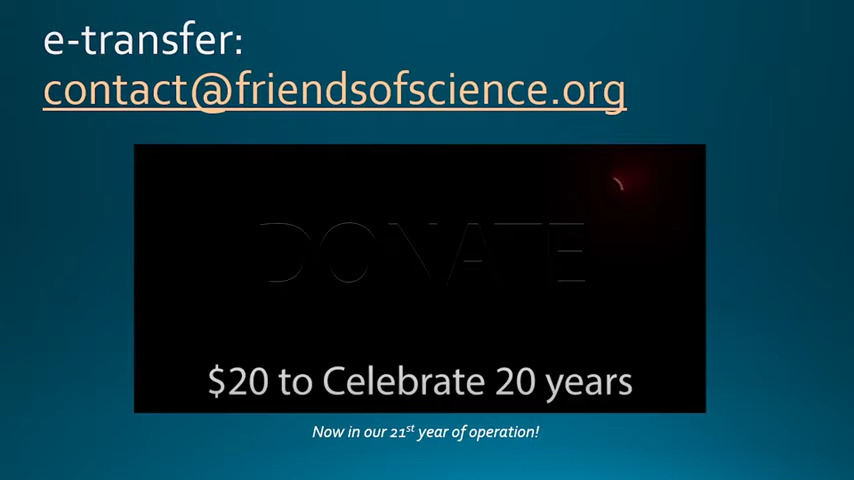 e-transfer:
contact@friendsofscience.org
DONATE
$20 to Celebrate 20 years
Now in our 21st year of operation!